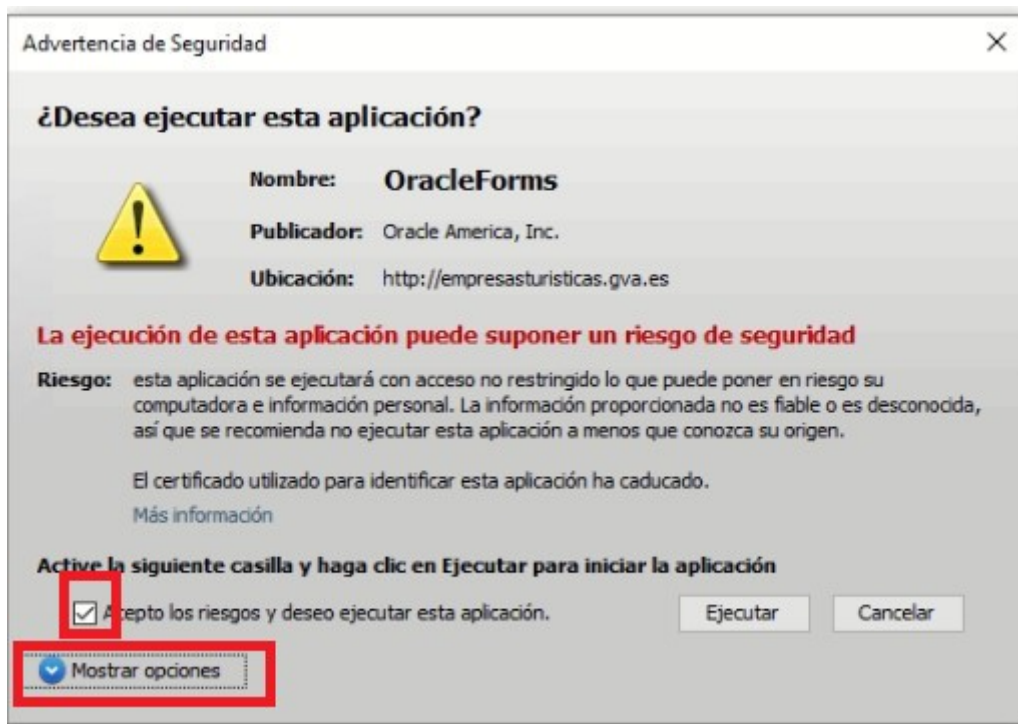 Advertencia de Seguridad
¿Desea ejecutar esta aplicación?
Nombre: OracleForms
Publicador: Oracle America, Inc.
Ubicación: http://empresasturisticas.gva.es
La ejecución de esta aplicación puede suponer un riesgo de seguridad
Riesgo: esta aplicación se ejecutará con acceso no restringido lo que puede poner en riesgo su
computadora e información personal. La información proporcionada no es fiable o es desconocida,
así que se recomienda no ejecutar esta aplicación a menos que conozca su origen.
El certificado utilizado para identificar esta aplicación ha caducado.
Más información
Active la siguiente casilla y haga clic en Ejecutar para iniciar la aplicación
Acepto los riesgos y deseo ejecutar esta aplicación. Ejecutar Cancelar
Mostrar opciones